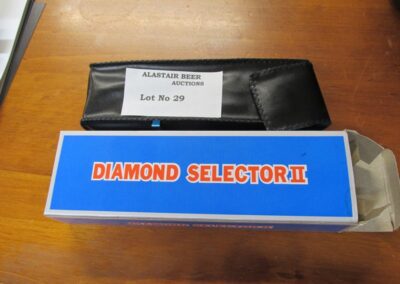 ALASTAIR BEER
AUCTIONS
Lot No 29
DIAMOND SELECTOR II